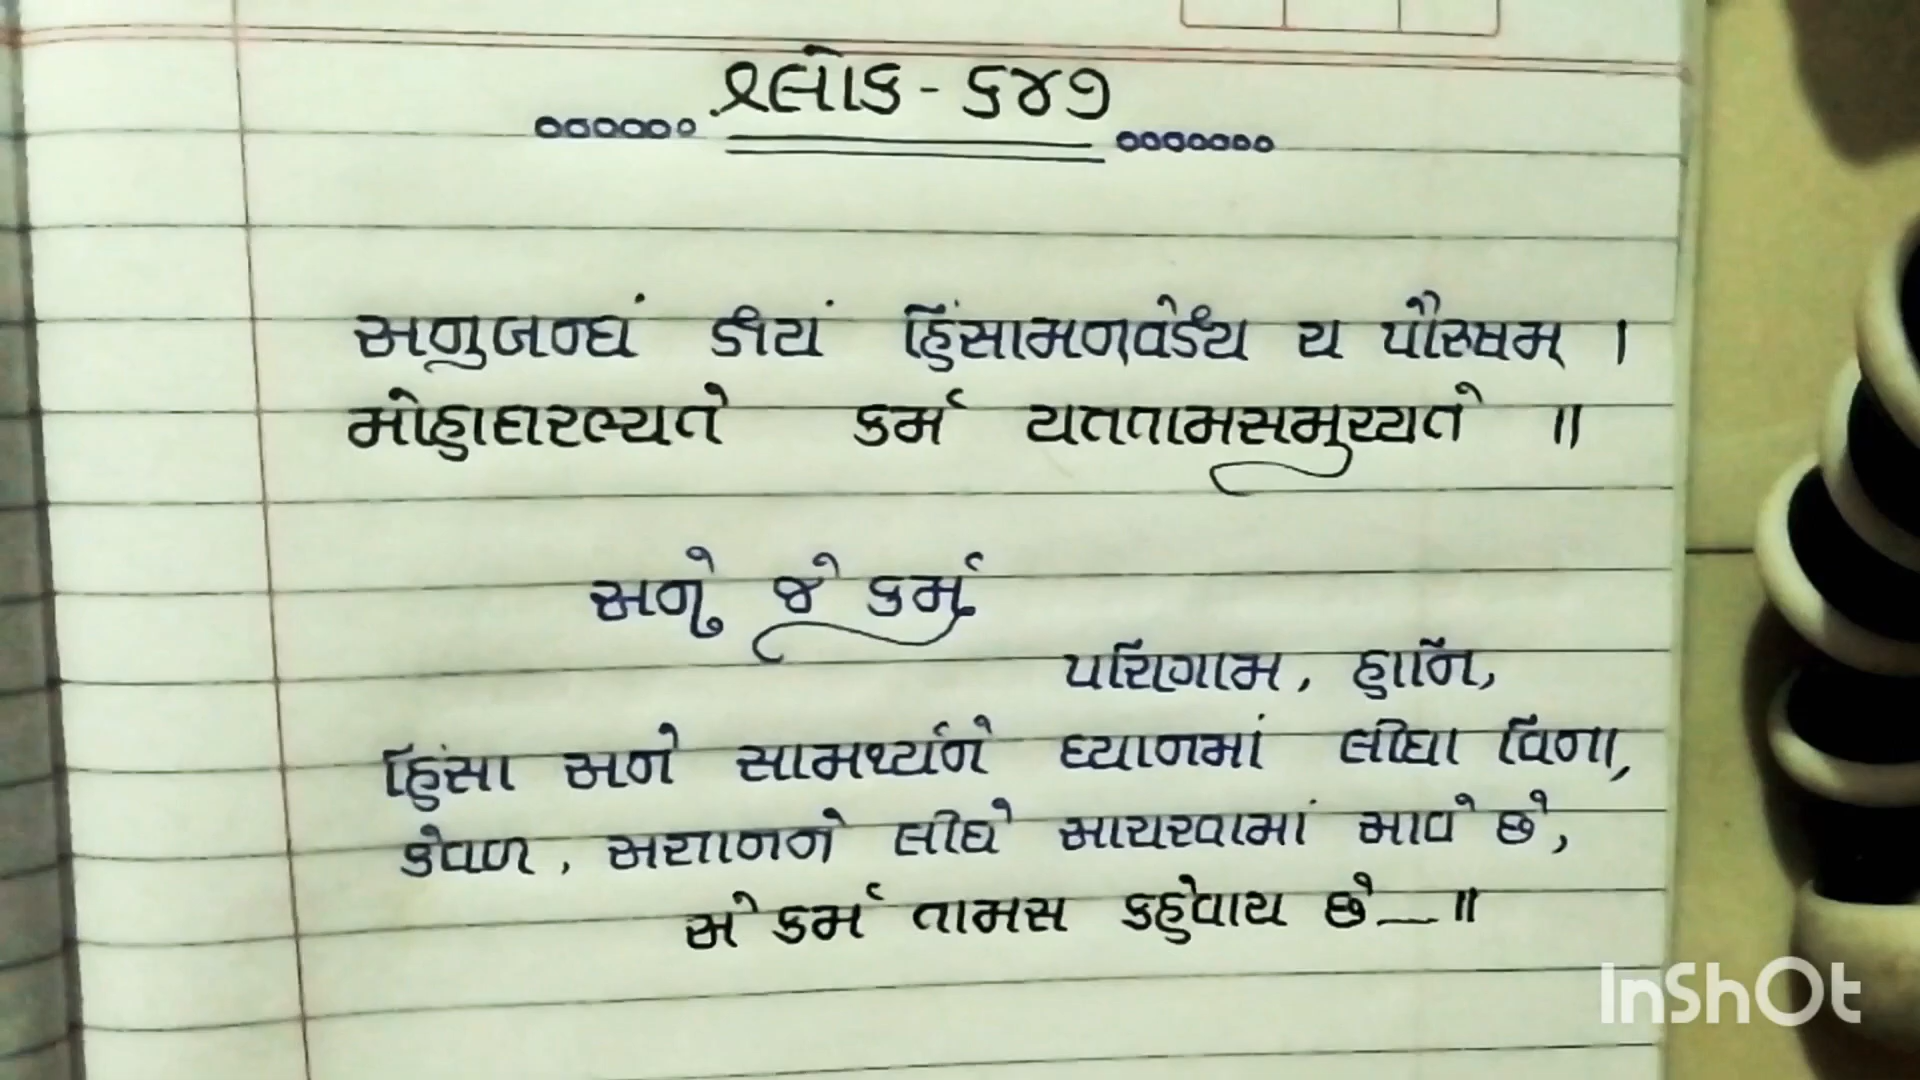 શ્લોક - ૬૪૭
અનુબન્ધં ક્ષયં હિંસામનવેક્ષ્ય ચ પૌરુષમ્ ।
મોહાદારભ્યતે કર્મ યત્તત્તામસમુચ્યતે ॥
અને જે કર્મ
પરિણામ, હાનિ,
હિંસા અને સામર્થ્યને ધ્યાનમાં લીધા વિના,
કેવળ, અજ્ઞાનને લીધે આચરવામાં આવે છે,
એ કર્મ તામસ કહેવાય છે_ ॥
InShOt